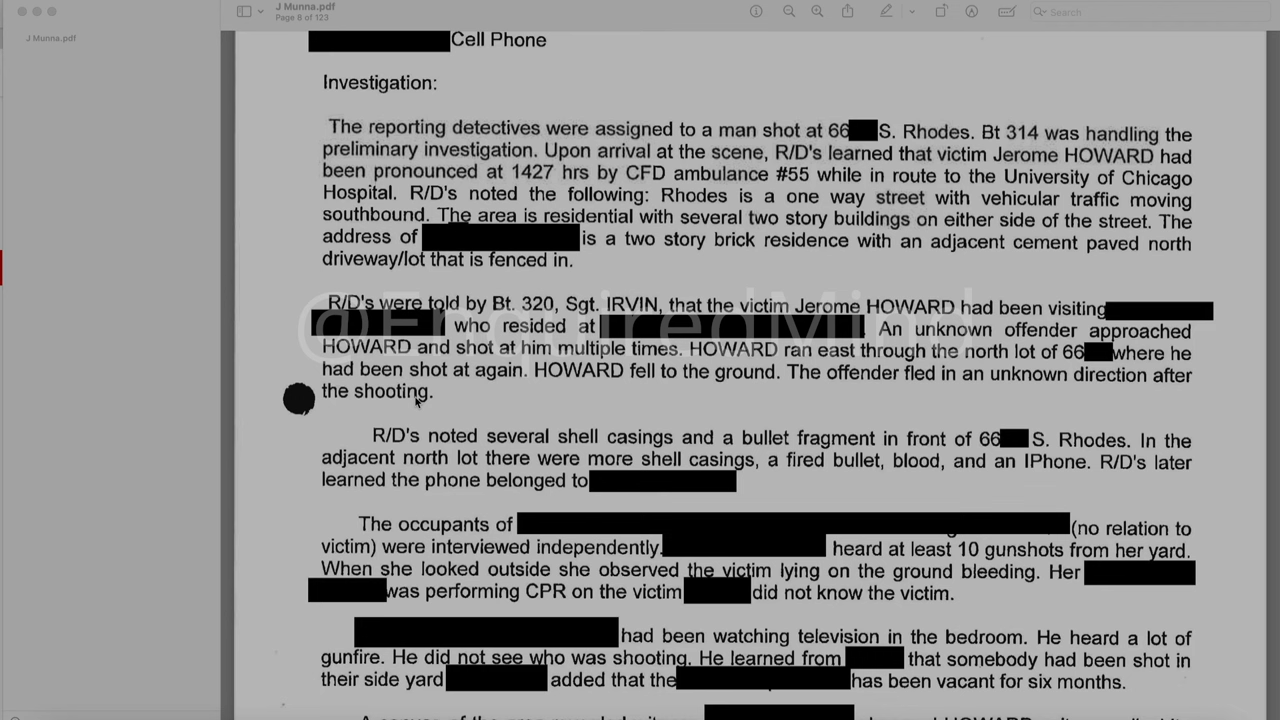 J Munna.pdf
Page 8 of 123
Search
J Munna.pdf
Cell Phone
Investigation:
The reporting detectives were assigned to a man shot at 66 S. Rhodes. Bt 314 was handling the
preliminary investigation. Upon arrival at the scene, R/D's learned that victim Jerome HOWARD had
been pronounced at 1427 hrs by CFD ambulance #55 while in route to the University of Chicago
Hospital. R/D's noted the following: Rhodes is a one way street with vehicular traffic moving
southbound. The area is residential with several two story buildings on either side of the street. The
address of is a two story brick residence with an adjacent cement paved north
driveway/lot that is fenced in.
R/D's were told by Bt. 320, Sgt. IRVIN, that the victim Jerome HOWARD had been visiting
who resided at An unknown offender approached
HOWARD and shot at him multiple times. HOWARD ran east through the north lot of 66 where he
had been shot at again. HOWARD fell to the ground. The offender fled in an unknown direction after
the shooting.
@EnquiredMind
R/D's noted several shell casings and a bullet fragment in front of 66 S. Rhodes. In the
adjacent north lot there were more shell casings, a fired bullet, blood, and an IPhone. R/D's later
learned the phone belonged to
The occupants of (no relation to
victim) were interviewed independently. heard at least 10 gunshots from her yard.
When she looked outside she observed the victim lying on the ground bleeding. Her
was performing CPR on the victim did not know the victim.
had been watching television in the bedroom. He heard a lot of
gunfire. He did not see who was shooting. He learned from that somebody had been shot in
their side yard added that the has been vacant for six months.